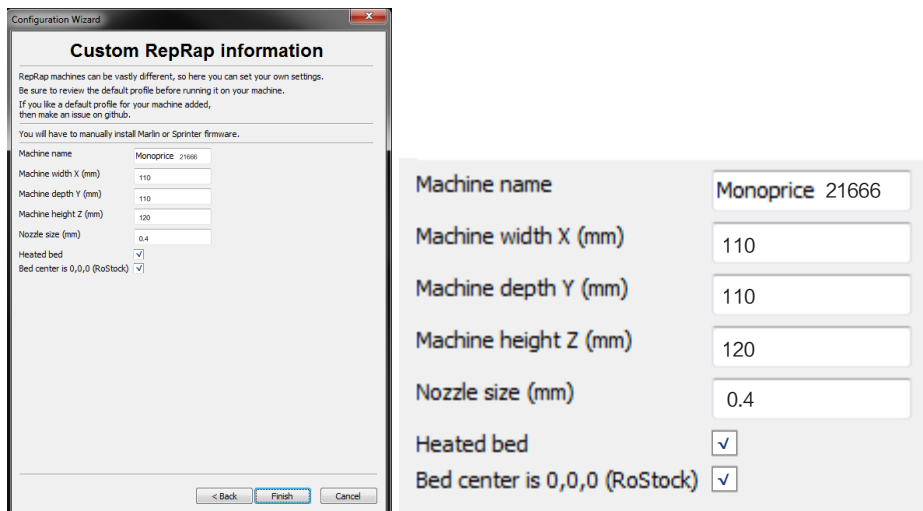 Configuration Wizard
Custom RepRap information
RepRap machines can be vastly different, so here you can set your own settings.
Be sure to review the default profile before running it on your machine.
If you like a default profile for your machine added,
then make an issue on github.
You will have to manually install Marlin or Sprinter firmware.
Machine name Monoprice 21666
Machine width X (mm) 110
Machine depth Y (mm) 110
Machine height Z (mm) 120
Nozzle size (mm) 0.4
Heated bed
Bed center is 0,0,0 (RoStock)
< Back Finish Cancel
Machine name Monoprice 21666
Machine width X (mm) 110
Machine depth Y (mm) 110
Machine height Z (mm) 120
Nozzle size (mm) 0.4
Heated bed
Bed center is 0,0,0 (RoStock)